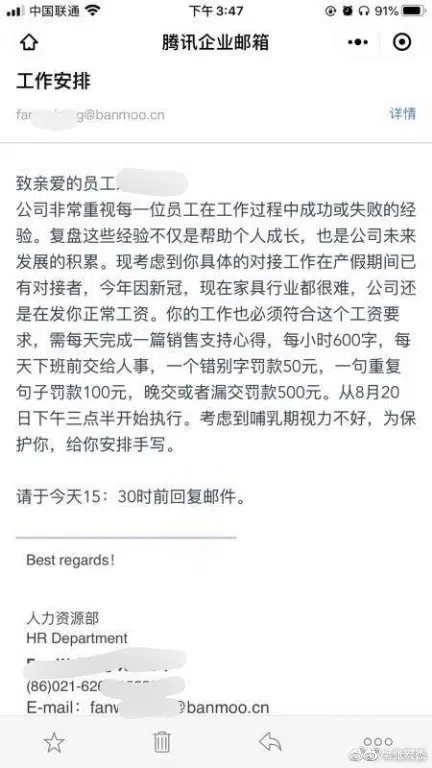 中国联通
下午3:47
91%
腾讯企业邮箱
工作安排
@banmoo.cn
详情
致亲爱的员工
公司非常重视每一位员工在工作过程中成功或失败的经
验。复盘这些经验不仅是帮助个人成长，也是公司未来
发展的积累。现考虑到你具体的对接工作在产假期间已
有对接者，今年因新冠，现在家具行业都很难，公司还
是在发你正常工资。你的工作也必须符合这个工资要
求，需每天完成一篇销售支持心得，每小时600字，每
天下班前交给人事，一个错别字罚款50元，一句重复
句子罚款100元，晚交或者漏交罚款500元。从8月20
日下午三点半开始执行。考虑到哺乳期视力不好，为保
护你，给你安排手写。
请于今天15：30时前回复邮件。
Best regards！
人力资源部
HR Department
(86)021-620
E-mail： fanw @banmoo.cn